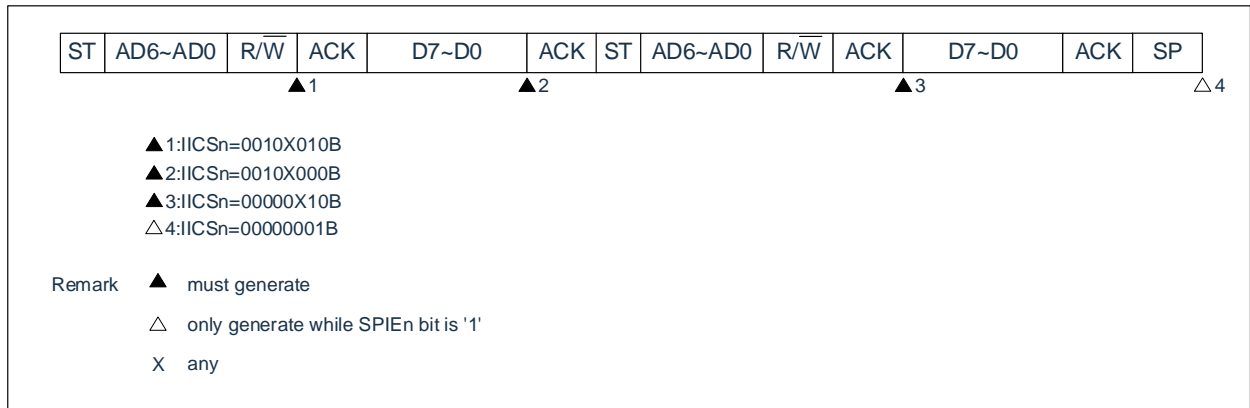 ST AD6~AD0 R/W ACK D7~D0 ACK ST AD6~AD0 R/W ACK D7~D0 ACK SP
▲1 ▲2 ▲3 △4
▲1:IICSn=0010X010B
▲2:IICSn=0010X000B
▲3:IICSn=00000X10B
△4:IICSn=00000001B
Remark ▲ must generate
△ only generate while SPIEn bit is '1'
X any